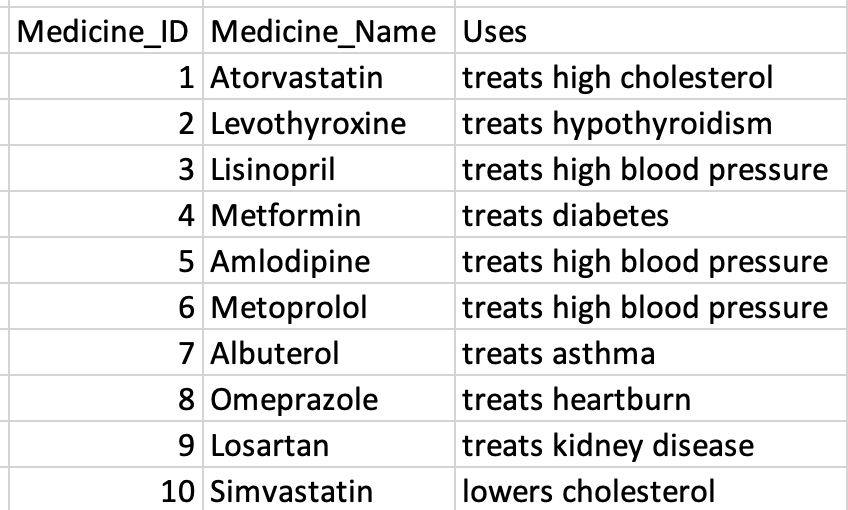 Medicine_ID Medicine_Name Uses
1 Atorvastatin treats high cholesterol
2 Levothyroxine treats hypothyroidism
3 Lisinopril treats high blood pressure
4 Metformin treats diabetes
5 Amlodipine treats high blood pressure
6 Metoprolol treats high blood pressure
7 Albuterol treats asthma
8 Omeprazole treats heartburn
9 Losartan treats kidney disease
10 Simvastatin lowers cholesterol